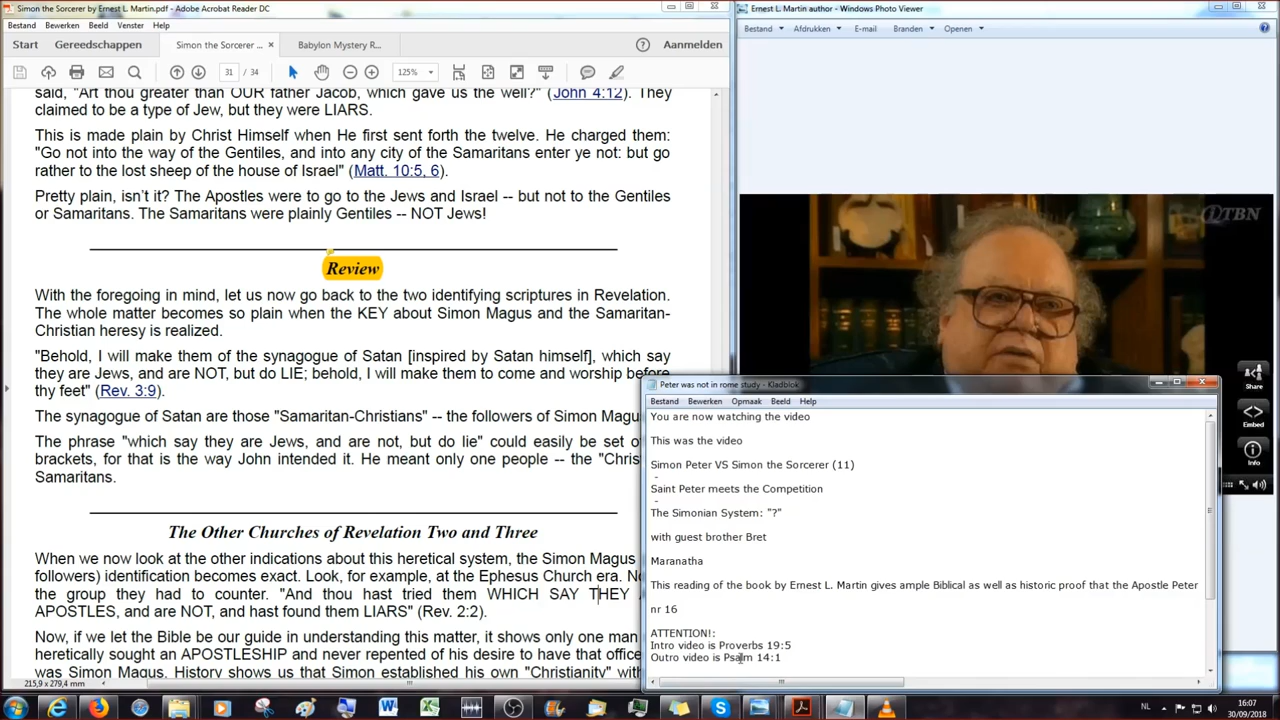 Simon the Sorcerer by Ernest L. Martin.pdf - Adobe Acrobat Reader DC
Bestand Bewerken Beeld Venster Help
Start Gereedschappen Simon the Sorcerer ... × Babylon Mystery R... Aanmelden
31 / 34 125%
said, "Art thou greater than OUR father Jacob, which gave us the well?" (John 4:12). They
claimed to be a type of Jew, but they were LIARS.
This is made plain by Christ Himself when He first sent forth the twelve. He charged them:
"Go not into the way of the Gentiles, and into any city of the Samaritans enter ye not: but go
rather to the lost sheep of the house of Israel" (Matt. 10:5, 6).
Pretty plain, isn't it? The Apostles were to go to the Jews and Israel -- but not to the Gentiles
or Samaritans. The Samaritans were plainly Gentiles -- NOT Jews!
Review
With the foregoing in mind, let us now go back to the two identifying scriptures in Revelation.
The whole matter becomes so plain when the KEY about Simon Magus and the Samaritan-
Christian heresy is realized.
"Behold, I will make them of the synagogue of Satan [inspired by Satan himself], which say
they are Jews, and are NOT, but do LIE; behold, I will make them to come and worship before
thy feet" (Rev. 3:9).
The synagogue of Satan are those "Samaritan-Christians" -- the followers of Simon Magu
The phrase "which say they are Jews, and are not, but do lie" could easily be set of
brackets, for that is the way John intended it. He meant only one people -- the "Christ
Samaritans.
The Other Churches of Revelation Two and Three
When we now look at the other indications about this heretical system, the Simon Magus
followers) identification becomes exact. Look, for example, at the Ephesus Church era. No
the group they had to counter. "And thou hast tried them WHICH SAY THEY
APOSTLES, and are NOT, and hast found them LIARS" (Rev. 2:2).
Now, if we let the Bible be our guide in understanding this matter, it shows only one man
heretically sought an APOSTLESHIP and never repented of his desire to have that office
was Simon Magus. History shows us that Simon established his own "Christianity" with
215,9 x 279,4 mm
Ernest L. Martin author - Windows Photo Viewer
Bestand Afdrukken E-mail Branden Openen
TBN
Share
Embed
Info
Peter was not in rome study - Kladblok
Bestand Bewerken Opmaak Beeld Help
You are now watching the video
This was the video
Simon Peter VS Simon the Sorcerer (11)
-
Saint Peter meets the Competition
-
The Simonian System: "?"
with guest brother Bret
Maranatha
This reading of the book by Ernest L. Martin gives ample Biblical as well as historic proof that the Apostle Peter
nr 16
ATTENTION!:
Intro video is Proverbs 19:5
Outro video is Psalm 14:1
NL 16:07
30/09/2018